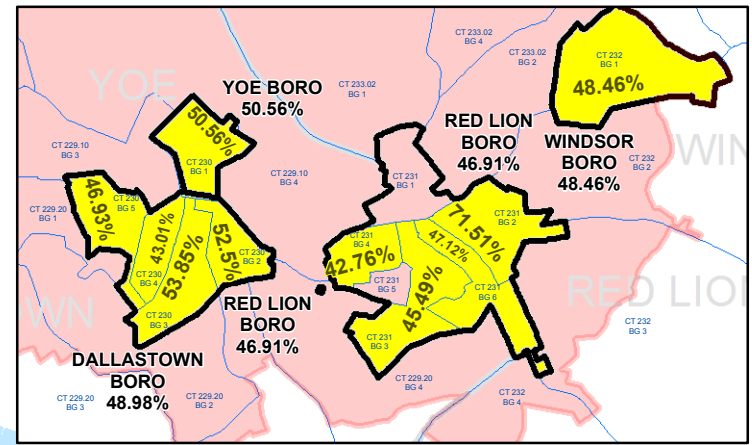 CT 233.02
BG 4
CT 233.02
BG 2
CT 232
BG 1
48.46%
YOE
YOE BORO
50.56%
CT 233.02
BG 1
50.56%
RED LION
BORO
46.91%
WINDSOR
BORO
48.46%
WIN
CT 232
BG 2
CT 229.10
BG 3
CT 230
BG 1
CT 229.10
BG 4
CT 231
BG 1
46.93%
CT 230
BG 5
CT 229.20
BG 1
43.01%
53.85%
52.5%
CT 230
BG 2
CT 230
BG 4
CT 230
BG 3
CT 231
BG 4
42.76%
CT 231
BG 5
47.12%
71.51%
CT 231
BG 2
45.49%
CT 231
BG 6
CT 231
BG 3
RED LION
BORO
46.91%
RED LIO
OWN
CT 232
BG 3
DALLASTOWN
BORO
48.98%
CT 229.20
BG 3
CT 229.20
BG 2
CT 229.20
BG 4
CT 232
BG 4